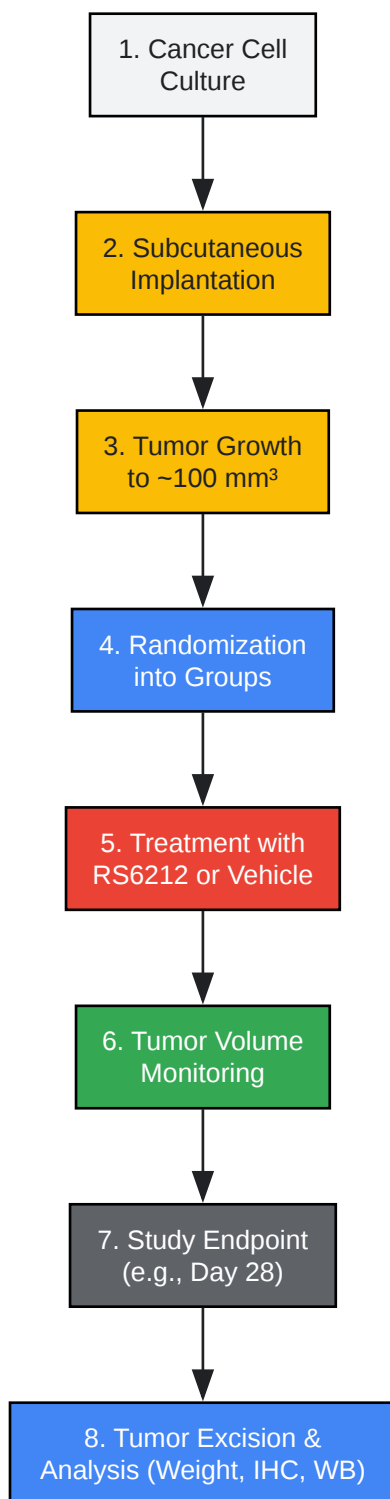 1. Cancer Cell
Culture
2. Subcutaneous
Implantation
3. Tumor Growth
to ~100 mm³
4. Randomization
into Groups
5. Treatment with
RS6212 or Vehicle
6. Tumor Volume
Monitoring
7. Study Endpoint
(e.g., Day 28)
8. Tumor Excision &
Analysis (Weight, IHC, WB)